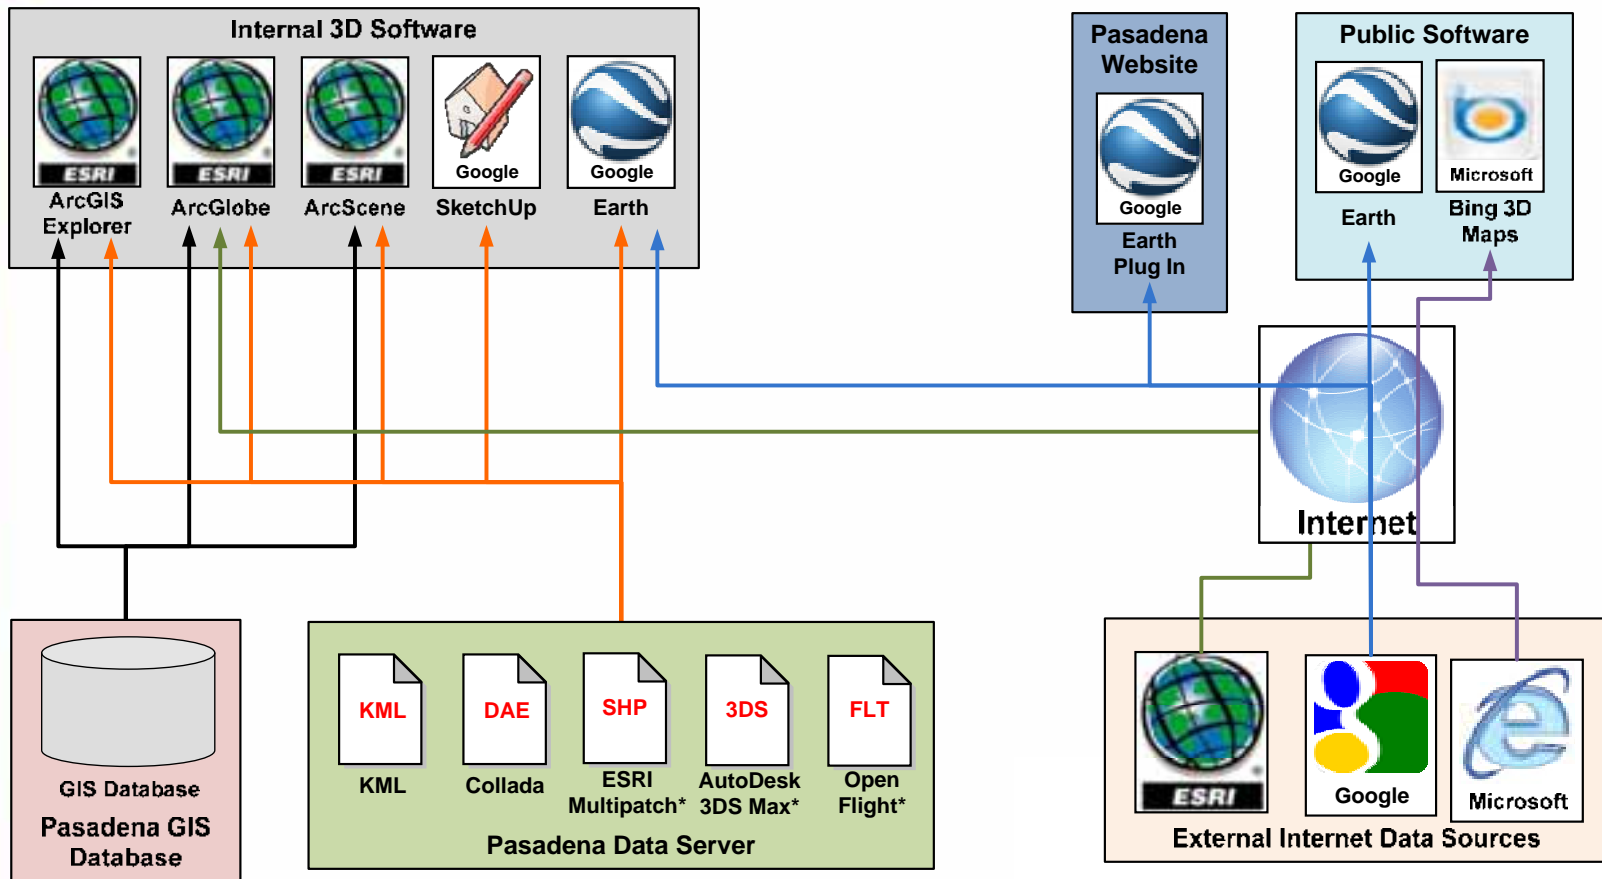 Internal 3D Software
ESRI
ArcGIS
Explorer
ESRI
ArcGlobe
ESRI
ArcScene
Google
SketchUp
Google
Earth
Pasadena
Website
Google
Earth
Plug In
Public Software
Google
Earth
Microsoft
Bing 3D
Maps
Internet
GIS Database
Pasadena GIS
Database
KML
KML
DAE
Collada
SHP
ESRI
Multipatch*
3DS
AutoDesk
3DS Max*
FLT
Open
Flight*
Pasadena Data Server
ESRI
Google
Microsoft
External Internet Data Sources